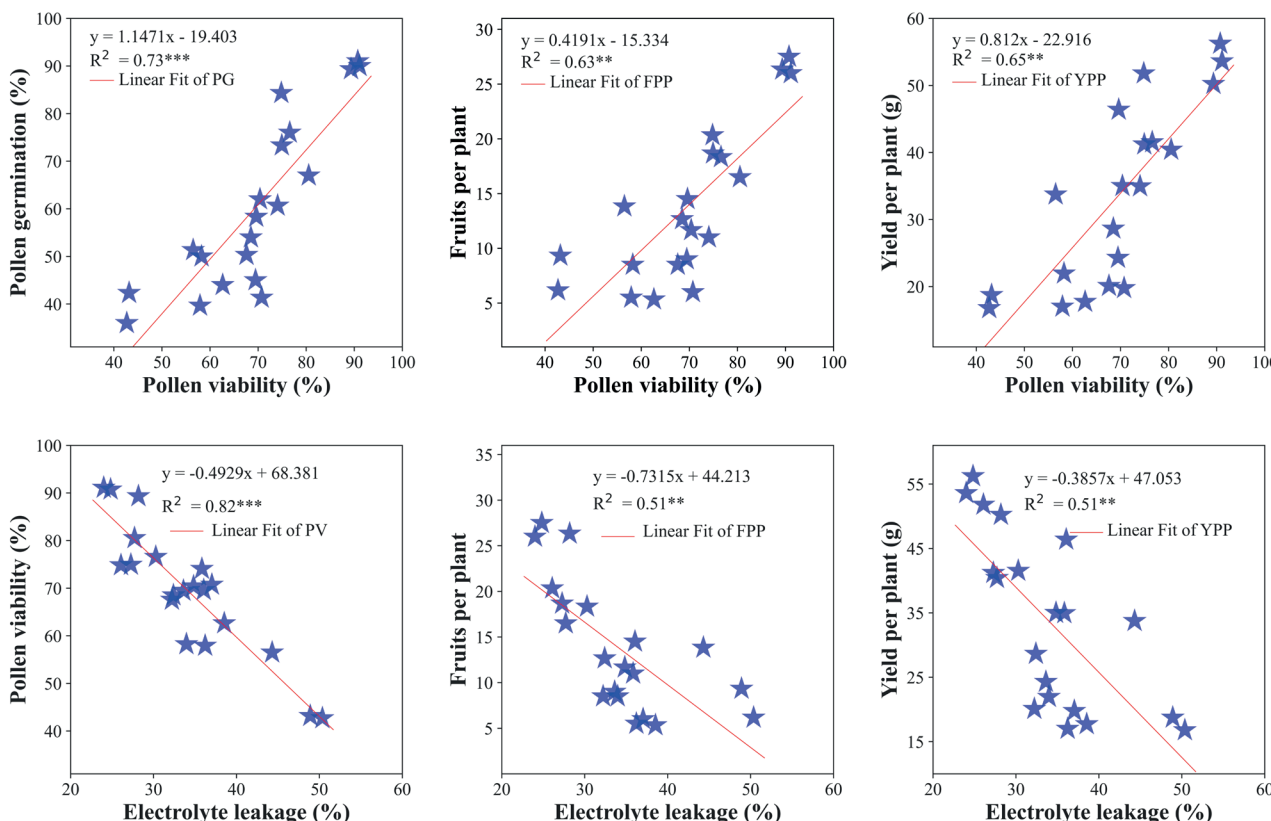 y = 1.1471x - 19.403
R² = 0.73***
Linear Fit of PG
Pollen germination (%)
100
90
80
70
60
50
40
40 50 60 70 80 90 100
Pollen viability (%)
y = 0.4191x - 15.334
R² = 0.63**
Linear Fit of FPP
Fruits per plant
30
25
20
15
10
5
40 50 60 70 80 90 100
Pollen viability (%)
y = 0.812x - 22.916
R² = 0.65**
Linear Fit of YPP
Yield per plant (g)
60
50
40
30
20
40 50 60 70 80 90 100
Pollen viability (%)
y = -0.4929x + 68.381
R² = 0.82***
Linear Fit of PV
Pollen viability (%)
100
90
80
70
60
50
40
20 30 40 50 60
Electrolyte leakage (%)
y = -0.7315x + 44.213
R² = 0.51**
Linear Fit of FPP
Fruits per plant
35
30
25
20
15
10
5
20 30 40 50 60
Electrolyte leakage (%)
y = -0.3857x + 47.053
R² = 0.51**
Linear Fit of YPP
Yield per plant (g)
55
45
35
25
15
20 30 40 50 60
Electrolyte leakage (%)